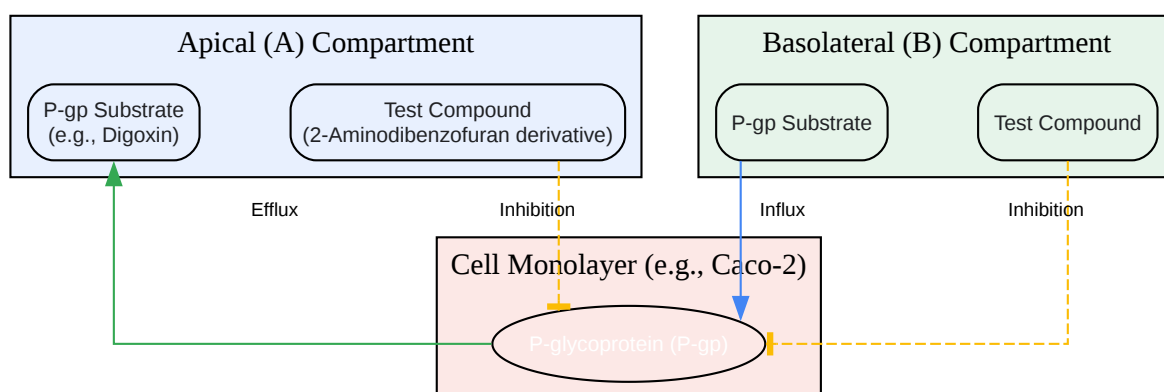 Apical (A) Compartment
Basolateral (B) Compartment
P-gp Substrate
(e.g., Digoxin)
Test Compound
(2-Aminodibenzofuran derivative)
P-gp Substrate
Test Compound
Efflux
Inhibition
Influx
Inhibition
Cell Monolayer (e.g., Caco-2)
P-glycoprotein (P-gp)